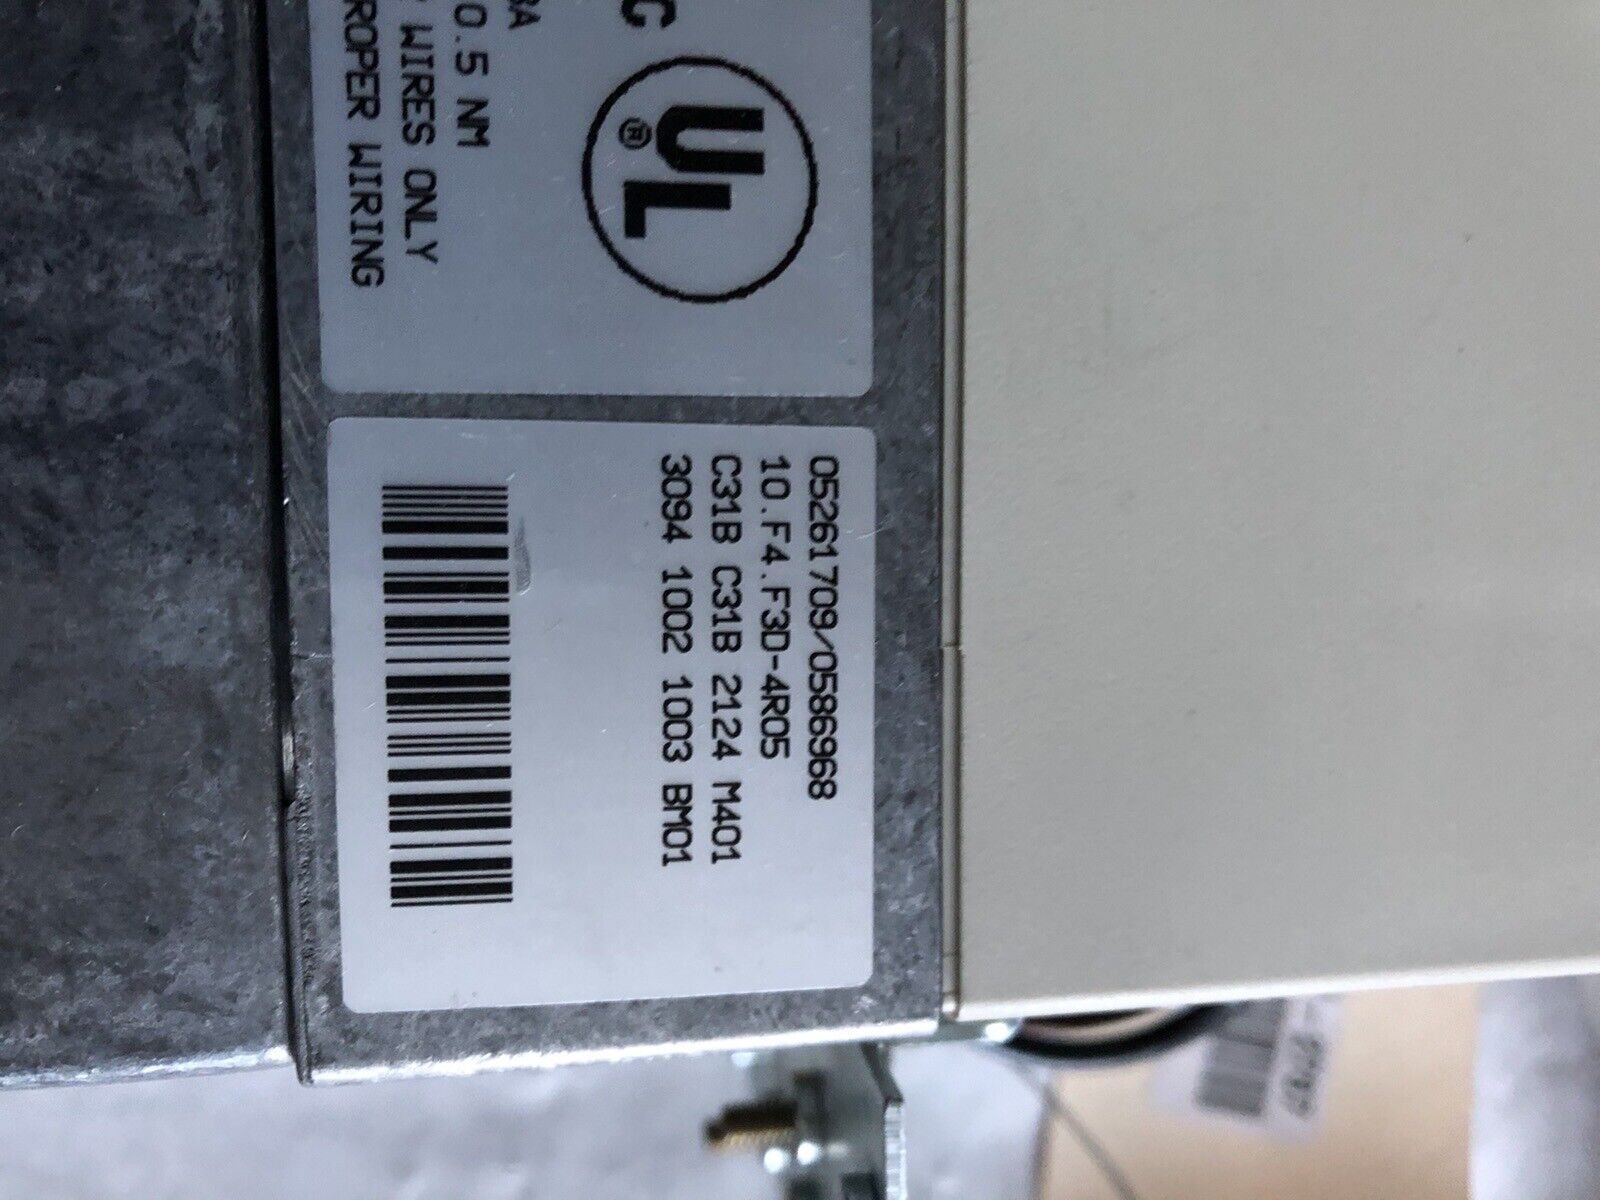 C
UL
®
8A
0.5 NM
WIRES ONLY
ROPER WIRING
05261709/0586968
10.F4.F3D-4R05
C31B C31B 2124 M401
3094 1002 1003 BM01